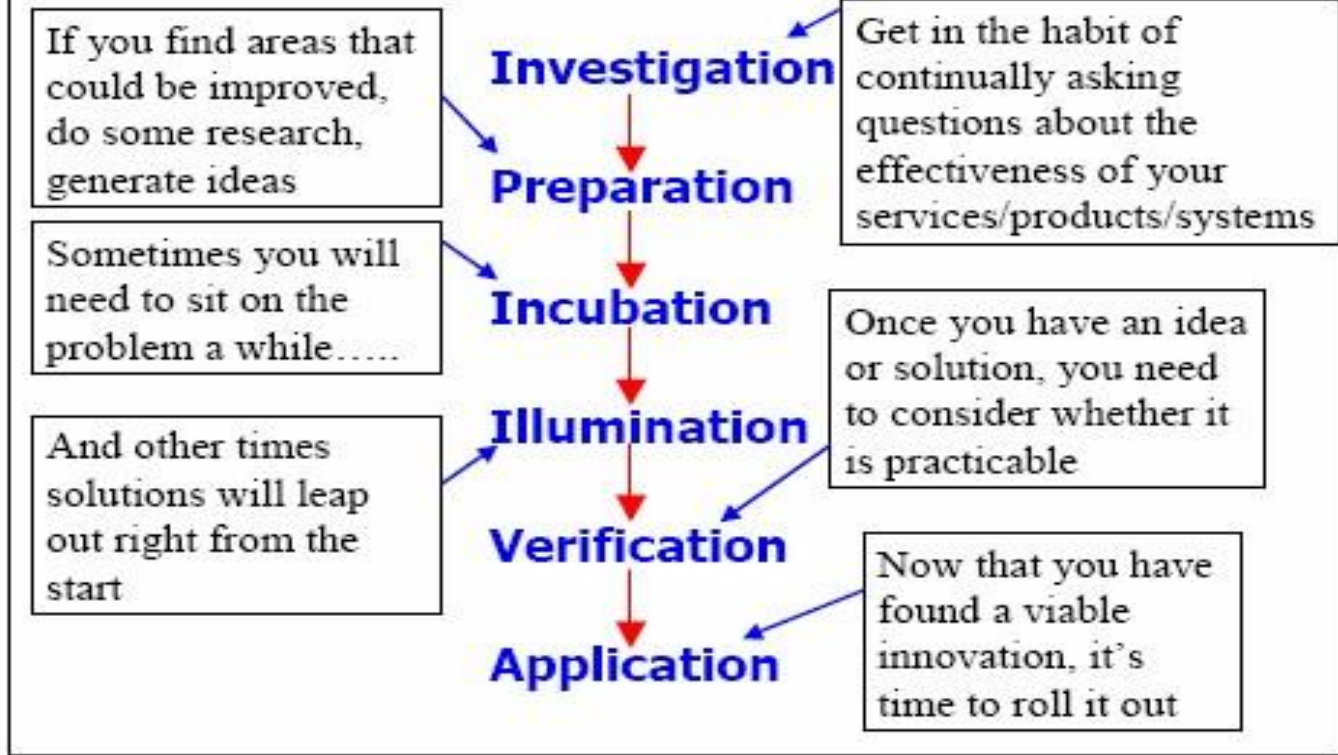 If you find areas that
could be improved,
do some research,
generate ideas
Investigation
Get in the habit of
continually asking
questions about the
effectiveness of your
services/products/systems
Preparation
Sometimes you will
need to sit on the
problem a while.....
Incubation
Once you have an idea
or solution, you need
to consider whether it
is practicable
And other times
solutions will leap
out right from the
start
Illumination
Verification
Now that you have
found a viable
innovation, it's
time to roll it out
Application